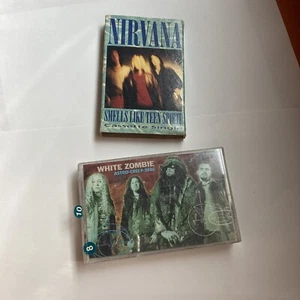 NIRVANA
SMELLS LIKE TEEN SPIRIT
Cassette Single
WHITE ZOMBIE
ASTRO-CREEP: 2000
10
8